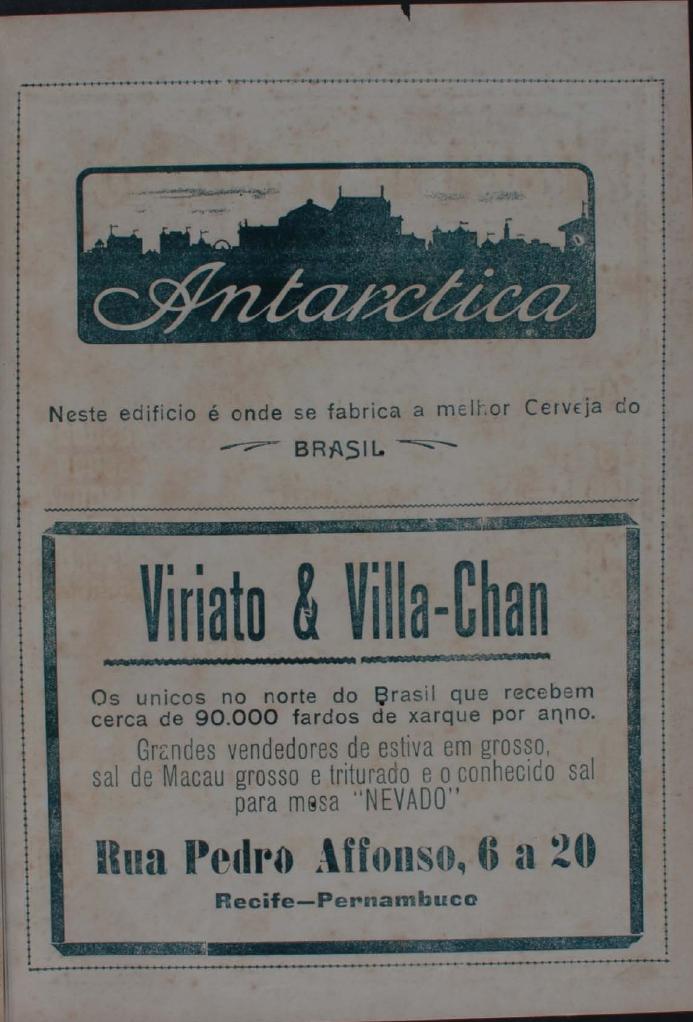 Antarctica
Neste edificio é onde se fabrica a melhor Cerveja do
BRASIL
Viriato & Villa-Chan
Os unicos no norte do Brasil que recebem
cerca de 90.000 fardos de xarque por anno.
Grandes vendedores de estiva em grosso,
sal de Macau grosso e triturado e o conhecido sal
para mesa "NEVADO"
Rua Pedro Affonso, 6 a 20
Recife—Pernambuco